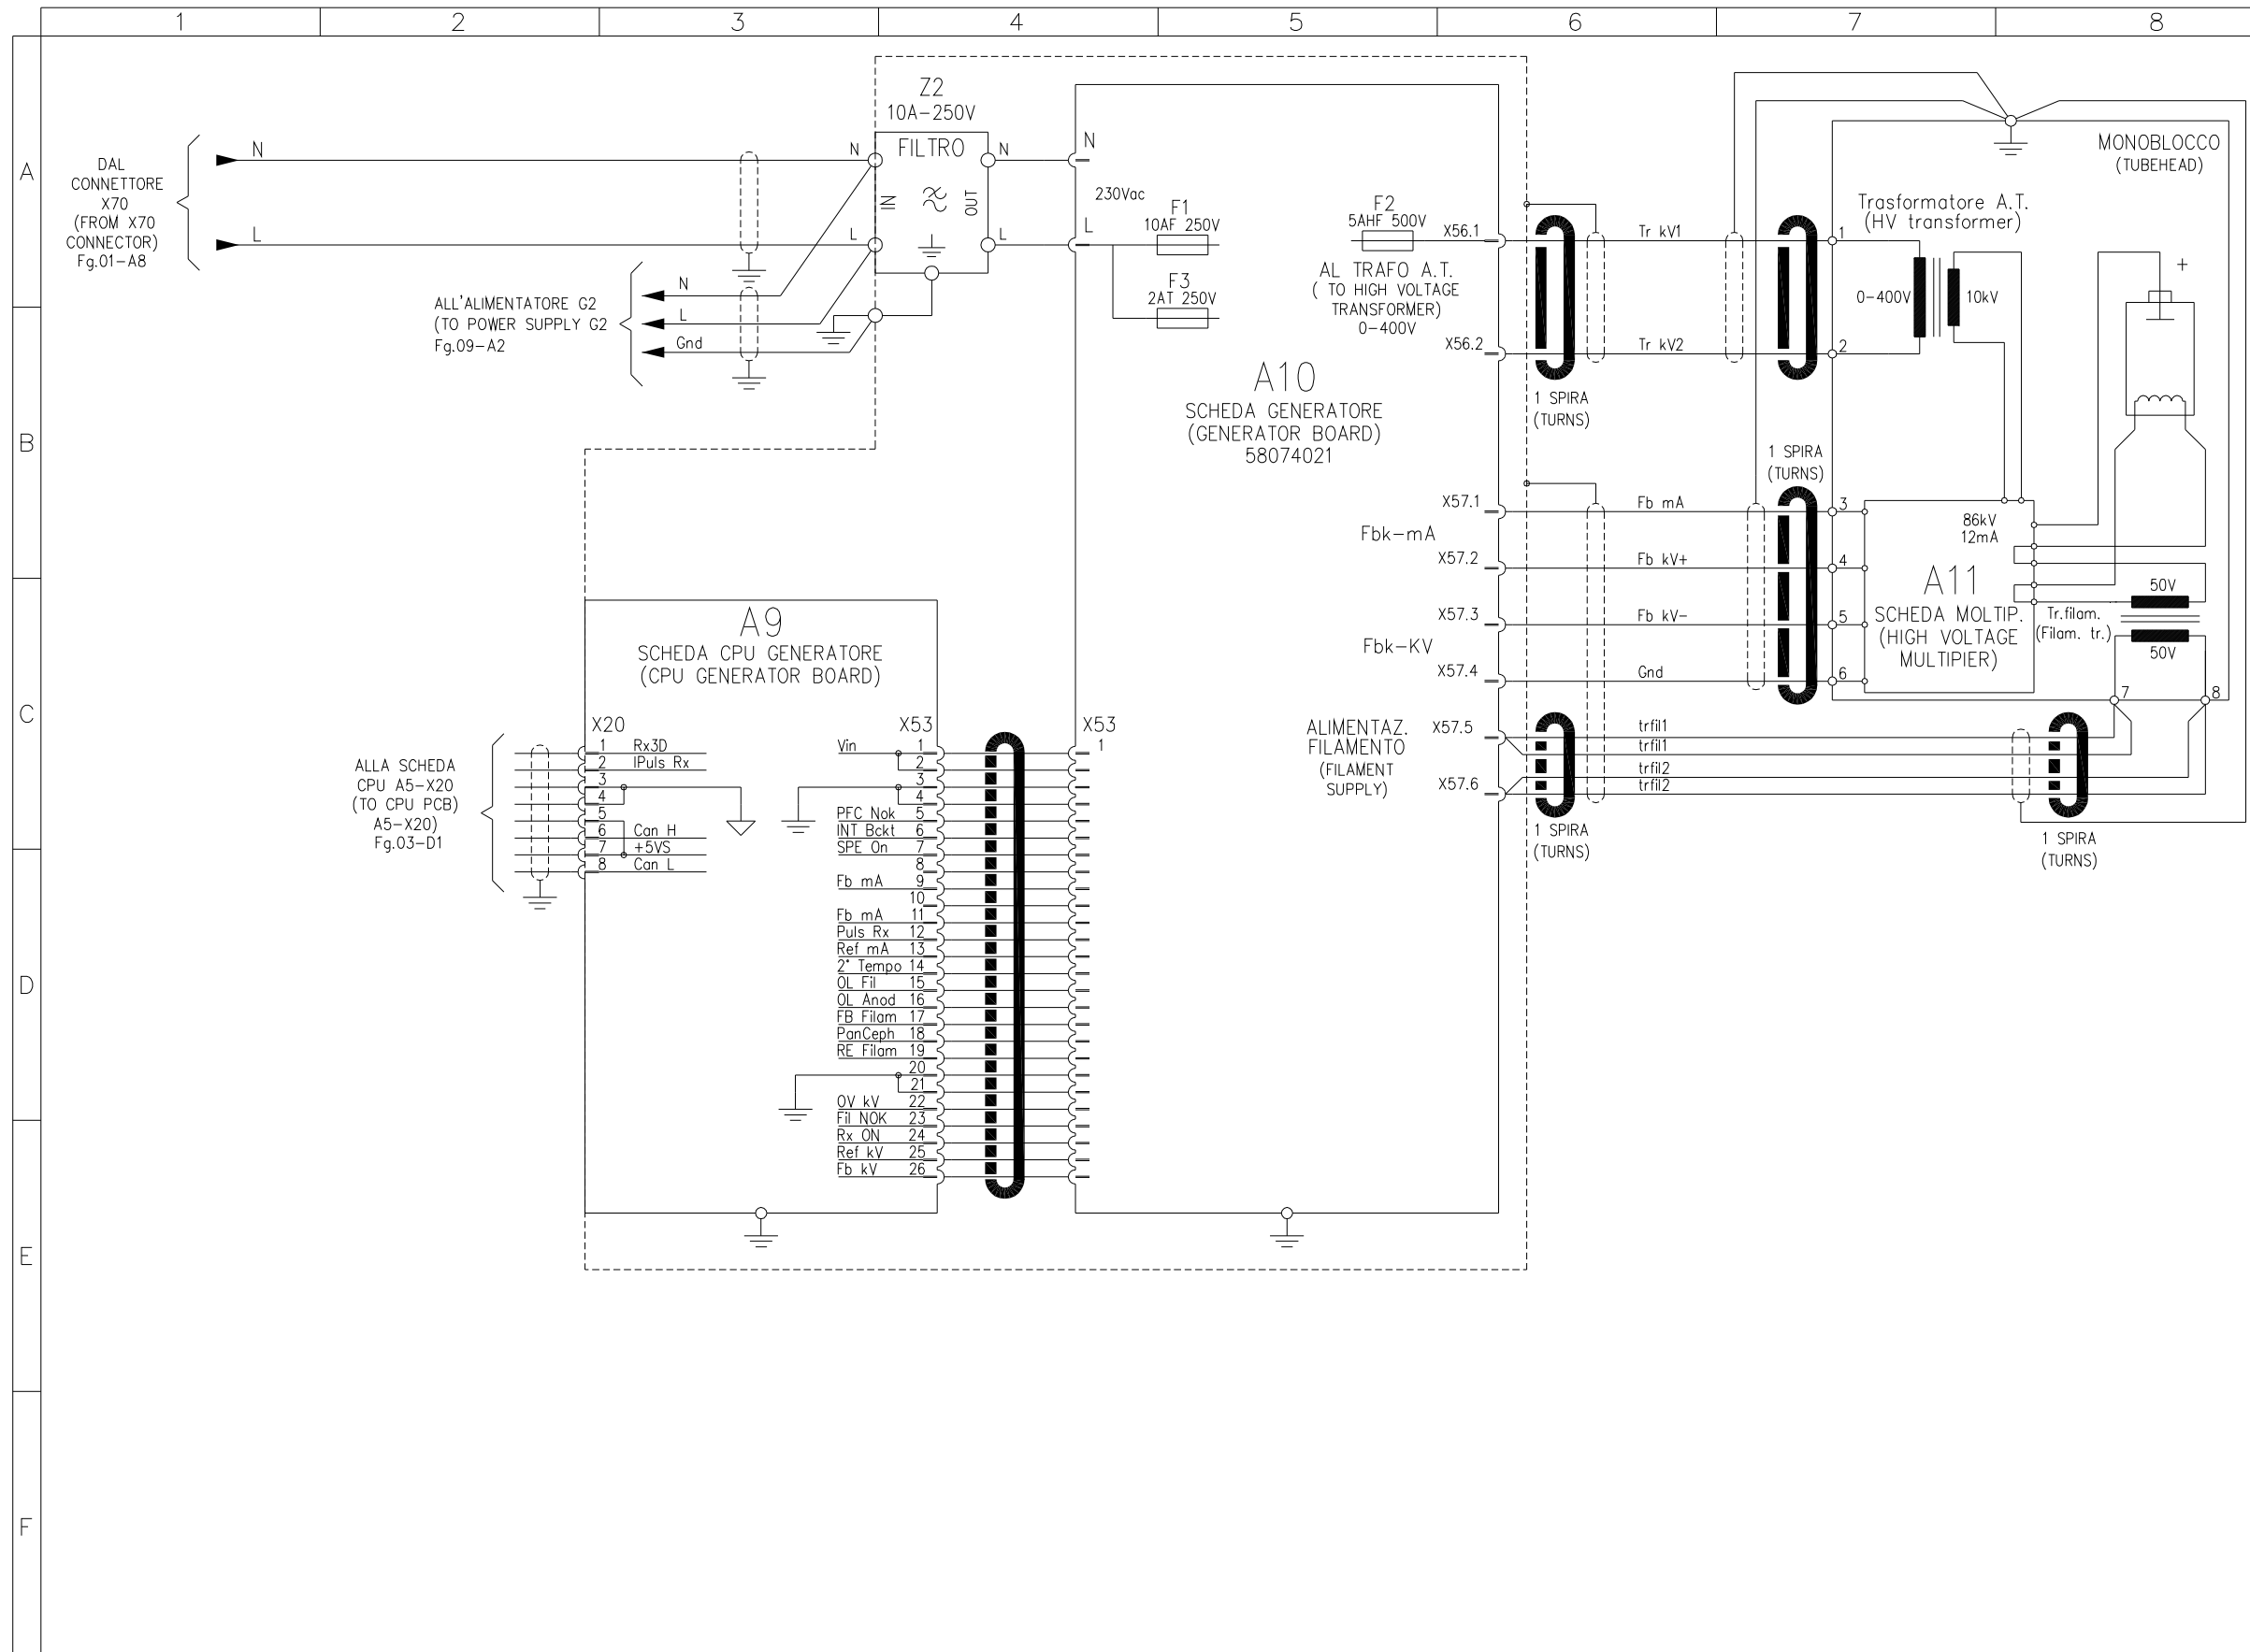 1 2 3 4 5 6 7 8
A
B
C
D
E
F
DAL
CONNETTORE
X70
(FROM X70
CONNECTOR)
Fg.01-A8
N
L
ALL'ALIMENTATORE G2
(TO POWER SUPPLY G2
Fg.09-A2
N
L
Gnd
Z2
10A-250V
FILTRO
N
L
IN
OUT
N
L
N
230Vac
L
F1
10AF 250V
F3
2AT 250V
F2
5AHF 500V
X56.1
AL TRAFO A.T.
( TO HIGH VOLTAGE
TRANSFORMER)
0-400V
X56.2
A10
SCHEDA GENERATORE
(GENERATOR BOARD)
58074021
X57.1
Fbk-mA
X57.2
X57.3
Fbk-KV
X57.4
ALIMENTAZ.
FILAMENTO
(FILAMENT
SUPPLY)
X57.5
X57.6
Tr kV1
Tr kV2
1 SPIRA
(TURNS)
1 SPIRA
(TURNS)
Fb mA
Fb kV+
Fb kV-
Gnd
trfil1
trfil1
trfil2
trfil2
1 SPIRA
(TURNS)
1 SPIRA
(TURNS)
MONOBLOCCO
(TUBEHEAD)
Trasformatore A.T.
(HV transformer)
1
2
0-400V
10kV
+
3
4
5
6
86kV
12mA
A11
SCHEDA MOLTIP.
(HIGH VOLTAGE
MULTIPIER)
50V
Tr.filam.
(Filam. tr.)
50V
7
8
A9
SCHEDA CPU GENERATORE
(CPU GENERATOR BOARD)
ALLA SCHEDA
CPU A5-X20
(TO CPU PCB)
A5-X20)
Fg.03-D1
X20
1 Rx3D
2 IPuls Rx
3
4
5
6 Can H
7 +5VS
8 Can L
X53
Vin 1
2
3
4
PFC Nok 5
INT Bckt 6
SPE On 7
8
Fb mA 9
10
Fb mA 11
Puls Rx 12
Ref mA 13
2° Tempo 14
OL Fil 15
OL Anod 16
FB Filam 17
PanCeph 18
RE Filam 19
20
21
OV kV 22
Fil NOK 23
Rx ON 24
Ref kV 25
Fb kV 26
X53
1